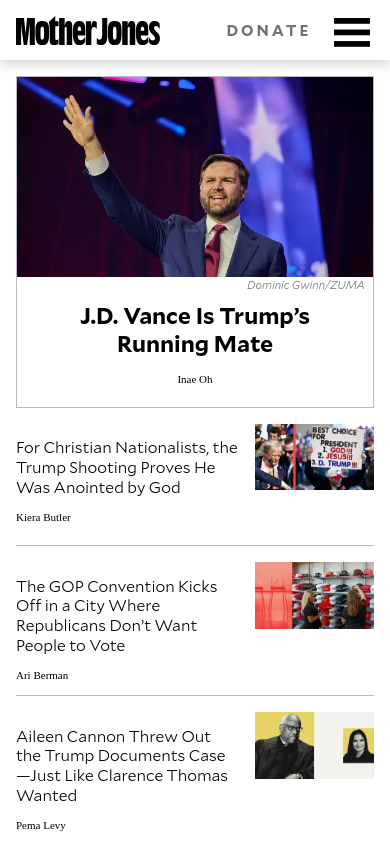 Mother Jones
DONATE
Dominic Gwinn/ZUMA
J.D. Vance Is Trump’s
Running Mate
Inae Oh
For Christian Nationalists, the
Trump Shooting Proves He
Was Anointed by God
Kiera Butler
BEST CHOICE
FOR
PRESIDENT
1. GOD!!!
2. JESUS!!!
3. D. TRUMP!!!
The GOP Convention Kicks
Off in a City Where
Republicans Don’t Want
People to Vote
Ari Berman
Aileen Cannon Threw Out
the Trump Documents Case
—Just Like Clarence Thomas
Wanted
Pema Levy